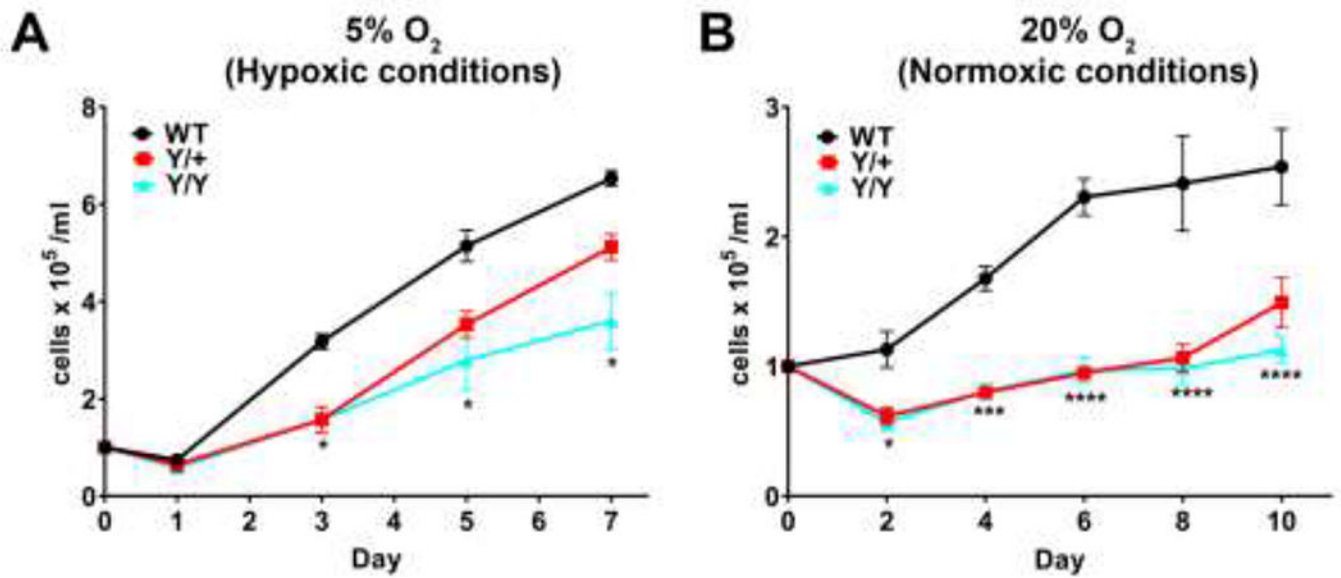 A
5% O2
(Hypoxic conditions)
8
6
4
2
0
cells x 10^5 /ml
WT
Y/+
Y/Y
*
*
*
0 1 2 3 4 5 6 7
Day
B
20% O2
(Normoxic conditions)
3
2
1
0
cells x 10^5 /ml
WT
Y/+
Y/Y
*
***
****
****
****
0 2 4 6 8 10
Day